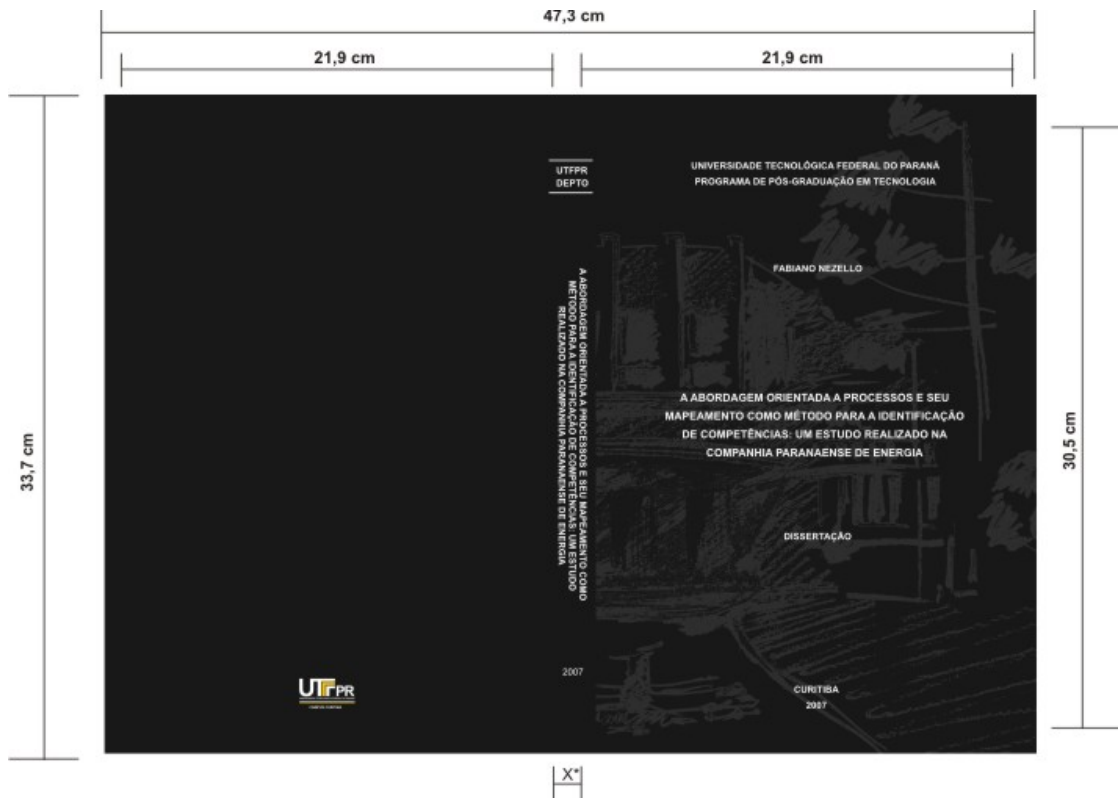 47,3 cm
21,9 cm
21,9 cm
33,7 cm
30,5 cm
UTFPR
DEPTO
A ABORDAGEM ORIENTADA A PROCESSOS E SEU MAPEAMENTO COMO
MÉTODO PARA A IDENTIFICAÇÃO DE COMPETÊNCIAS: UM ESTUDO
REALIZADO NA COMPANHIA PARANAENSE DE ENERGIA
2007
UNIVERSIDADE TECNOLÓGICA FEDERAL DO PARANÁ
PROGRAMA DE PÓS-GRADUAÇÃO EM TECNOLOGIA
FABIANO NEZELLO
A ABORDAGEM ORIENTADA A PROCESSOS E SEU
MAPEAMENTO COMO MÉTODO PARA A IDENTIFICAÇÃO
DE COMPETÊNCIAS: UM ESTUDO REALIZADO NA
COMPANHIA PARANAENSE DE ENERGIA
DISSERTAÇÃO
CURITIBA
2007
UTFPR
X*